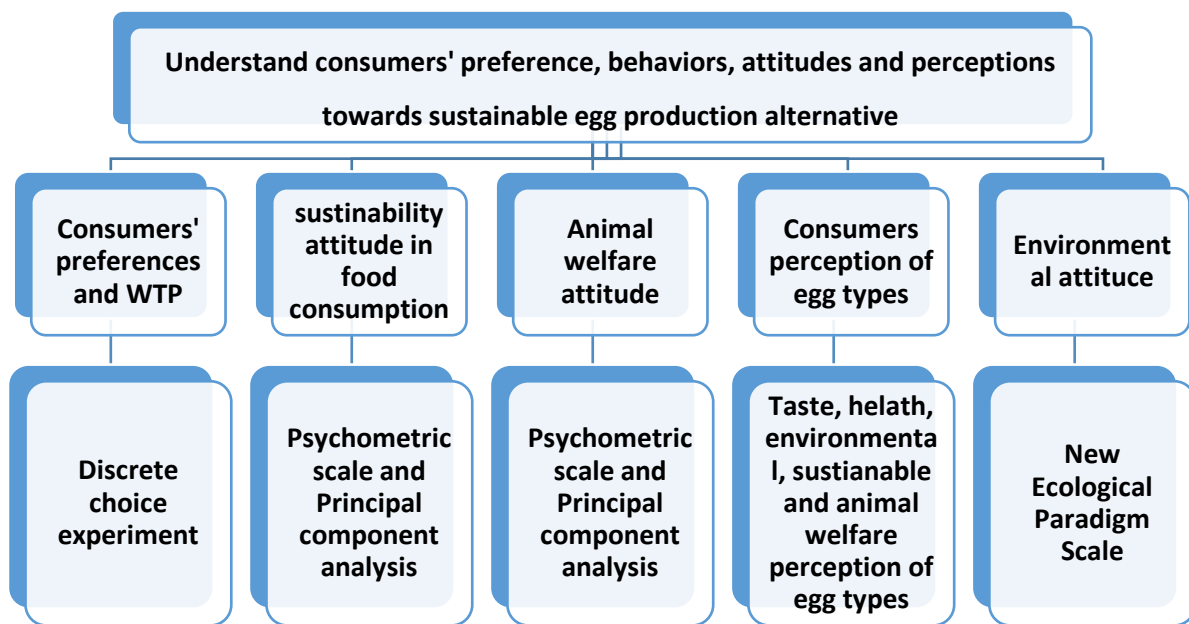 Understand consumers' preference, behaviors, attitudes and perceptions
towards sustainable egg production alternative
Consumers'
preferences
and WTP
sustinability
attitude in
food
consumption
Animal
welfare
attitude
Consumers
perception of
egg types
Environment
al attituce
Discrete
choice
experiment
Psychometric
scale and
Principal
component
analysis
Psychometric
scale and
Principal
component
analysis
Taste, helath,
environmenta
l, sustianable
and animal
welfare
perception of
egg types
New
Ecological
Paradigm
Scale